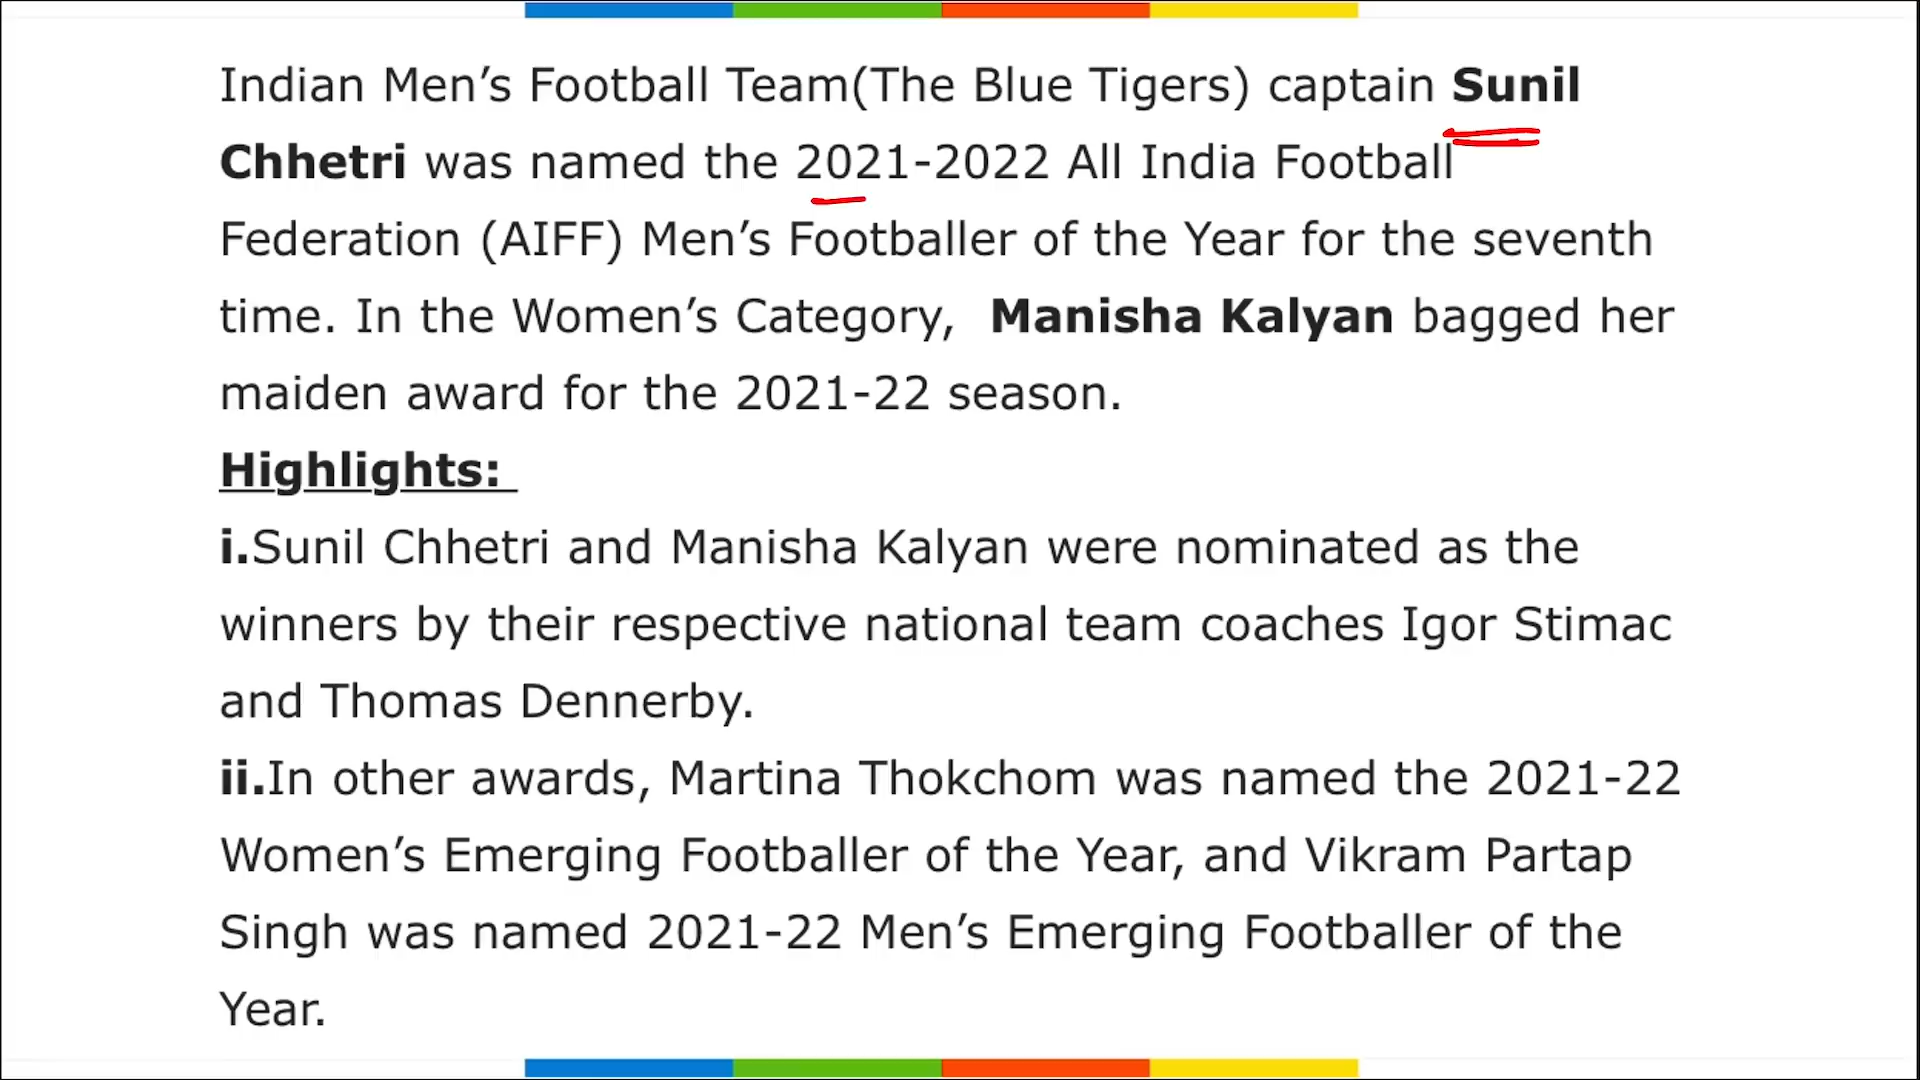 Indian Men’s Football Team(The Blue Tigers) captain Sunil
Chhetri was named the 2021-2022 All India Football
Federation (AIFF) Men’s Footballer of the Year for the seventh
time. In the Women’s Category,  Manisha Kalyan bagged her
maiden award for the 2021-22 season.
Highlights:
i.Sunil Chhetri and Manisha Kalyan were nominated as the
winners by their respective national team coaches Igor Stimac
and Thomas Dennerby.
ii.In other awards, Martina Thokchom was named the 2021-22
Women’s Emerging Footballer of the Year, and Vikram Partap
Singh was named 2021-22 Men’s Emerging Footballer of the
Year.